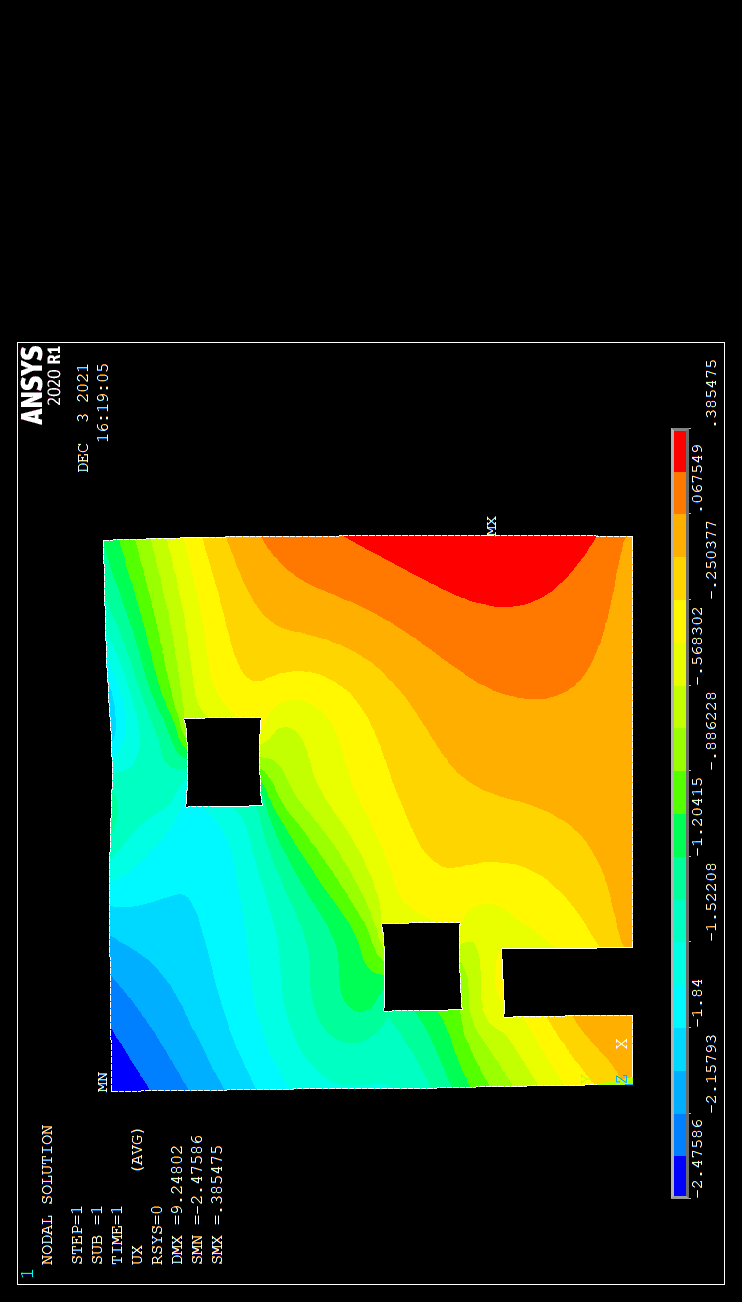 1
NODAL SOLUTION
STEP=1
SUB =1
TIME=1
UX (AVG)
RSYS=0
DMX =9.24802
SMN =-2.47586
SMX =.385475
ANSYS
2020 R1
DEC 3 2021
16:19:05
MN
MX
Z
X
-2.47586
-2.15793
-1.84
-1.52208
-1.20415
-.886228
-.568302
-.250377
.067549
.385475